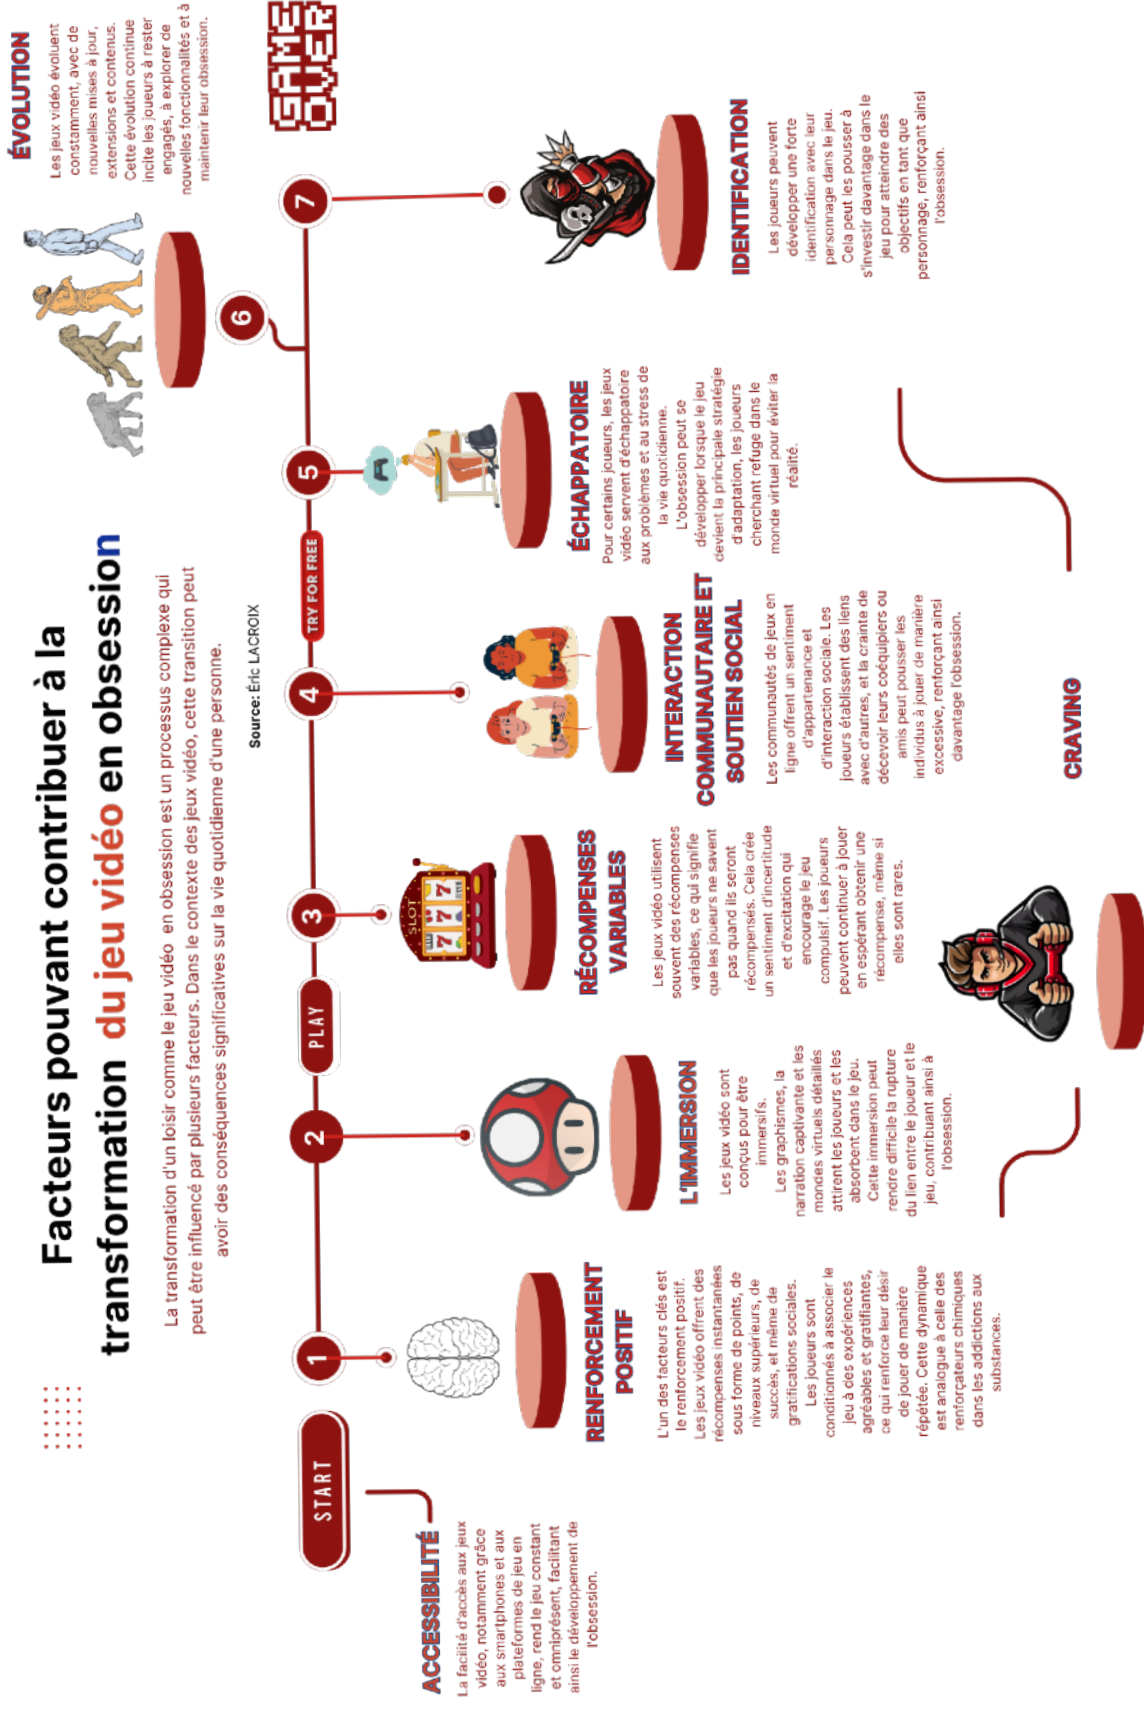 Facteurs pouvant contribuer à la
transformation du jeu vidéo en obsession
La transformation d'un loisir comme le jeu vidéo en obsession est un processus complexe qui
peut être influencé par plusieurs facteurs. Dans le contexte des jeux vidéo, cette transition peut
avoir des conséquences significatives sur la vie quotidienne d'une personne.
Source: Éric LACROIX
START
ACCESSIBILITÉ
La facilité d'accès aux jeux
vidéo, notamment grâce
aux smartphones et aux
plateformes de jeu en
ligne, rend le jeu constant
et omniprésent, facilitant
ainsi le développement de
l'obsession.
1
RENFORCEMENT
POSITIF
L'un des facteurs clés est
le renforcement positif.
Les jeux vidéo offrent des
récompenses instantanées
sous forme de points, de
niveaux supérieurs, de
succès, et même de
gratifications sociales.
Les joueurs sont
conditionnés à associer le
jeu à des expériences
agréables et gratifiantes,
ce qui renforce leur désir
de jouer de manière
répétée. Cette dynamique
est analogue à celle des
renforçateurs chimiques
dans les addictions aux
substances.
2
L'IMMERSION
Les jeux vidéo sont
conçus pour être
immersifs.
Les graphismes, la
narration captivante et les
mondes virtuels détaillés
attirent les joueurs et les
absorbent dans le jeu.
Cette immersion peut
rendre difficile la rupture
du lien entre le joueur et le
jeu, contribuant ainsi à
l'obsession.
PLAY
3
SLOT
777
RÉCOMPENSES
VARIABLES
Les jeux vidéo utilisent
souvent des récompenses
variables, ce qui signifie
que les joueurs ne savent
pas quand ils seront
récompensés. Cela crée
un sentiment d'incertitude
et d'excitation qui
encourage le jeu
compulsif. Les joueurs
peuvent continuer à jouer
en espérant obtenir une
récompense, même si
elles sont rares.
4
INTERACTION
COMMUNAUTAIRE ET
SOUTIEN SOCIAL
Les communautés de jeux en
ligne offrent un sentiment
d'appartenance et
d'interaction sociale. Les
joueurs établissent des liens
avec d'autres, et la crainte de
décevoir leurs coéquipiers ou
amis peut pousser les
individus à jouer de manière
excessive, renforçant ainsi
davantage l'obsession.
TRY FOR FREE
5
ÉCHAPPATOIRE
Pour certains joueurs, les jeux
vidéo servent d'échappatoire
aux problèmes et au stress de
la vie quotidienne.
L'obsession peut se
développer lorsque le jeu
devient la principale stratégie
d'adaptation, les joueurs
cherchant refuge dans le
monde virtuel pour éviter la
réalité.
6
ÉVOLUTION
Les jeux vidéo évoluent
constamment, avec de
nouvelles mises à jour,
extensions et contenus.
Cette évolution continue
incite les joueurs à rester
engagés, à explorer de
nouvelles fonctionnalités et à
maintenir leur obsession.
7
IDENTIFICATION
Les joueurs peuvent
développer une forte
identification avec leur
personnage dans le jeu.
Cela peut les pousser à
s'investir davantage dans le
jeu pour atteindre des
objectifs en tant que
personnage, renforçant ainsi
l'obsession.
GAME
OVER
CRAVING